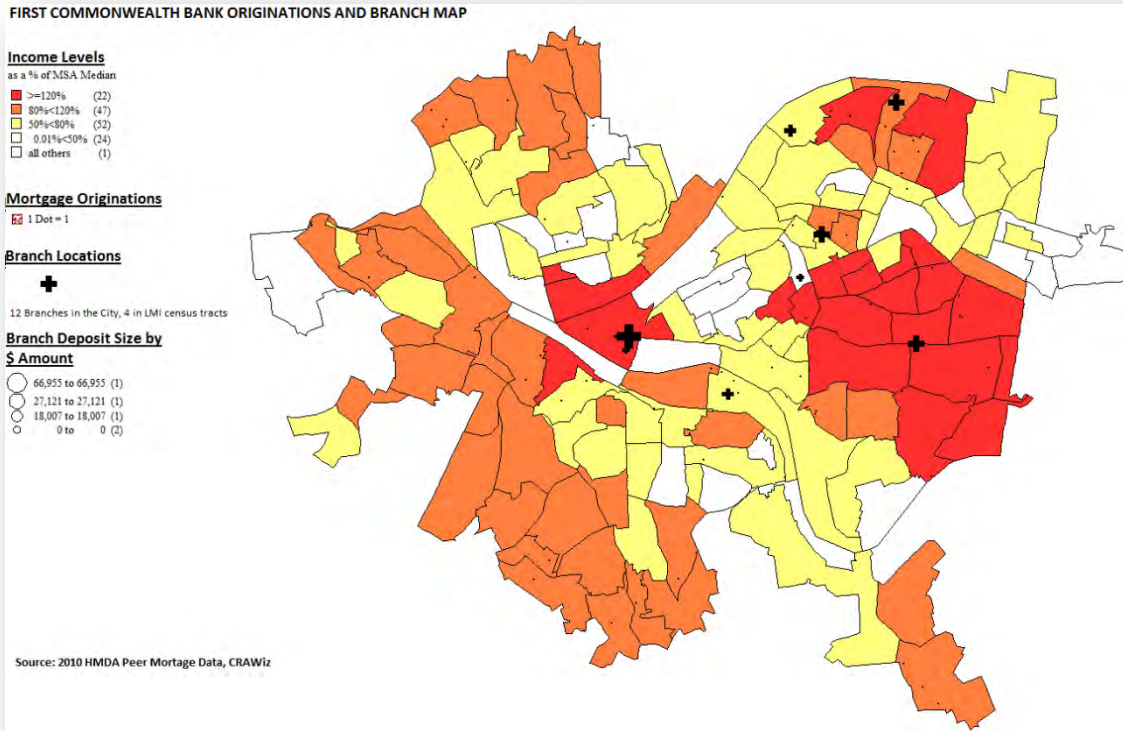 FIRST COMMONWEALTH BANK ORIGINATIONS AND BRANCH MAP
Income Levels
as a % of MSA Median
>=120% (22)
80%<120% (47)
50%<80% (52)
0.01%<50% (24)
all others (1)
Mortgage Originations
1 Dot = 1
Branch Locations
12 Branches in the City, 4 in LMI census tracts
Branch Deposit Size by
$ Amount
66,955 to 66,955 (1)
27,121 to 27,121 (1)
18,007 to 18,007 (1)
0 to 0 (2)
Source: 2010 HMDA Peer Mortage Data, CRAWiz